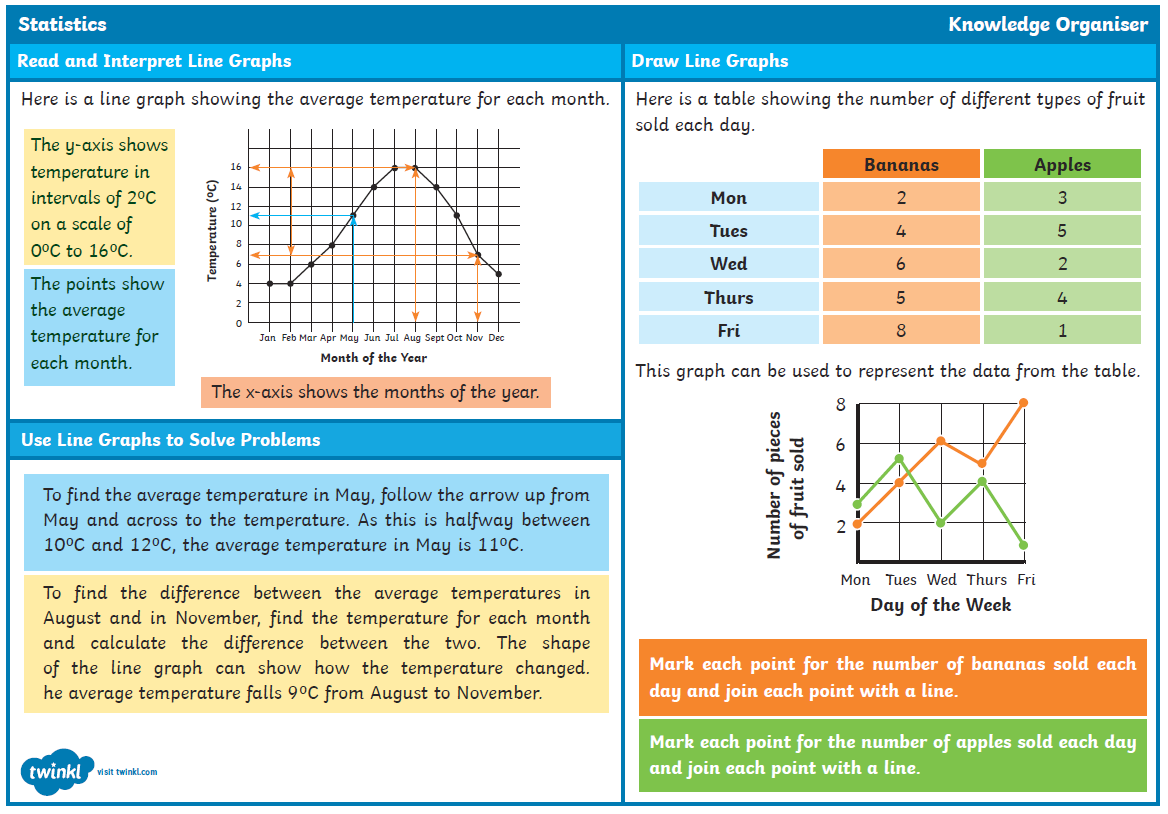 Statistics
Knowledge Organiser
Read and Interpret Line Graphs
Here is a line graph showing the average temperature for each month.
The y-axis shows
temperature in
intervals of 2ºC
on a scale of
0ºC to 16ºC.
The points show
the average
temperature for
each month.
Temperature (ºC)
16
14
12
10
8
6
4
2
0
Jan Feb Mar Apr May Jun Jul Aug Sept Oct Nov Dec
Month of the Year
The x-axis shows the months of the year.
Use Line Graphs to Solve Problems
To find the average temperature in May, follow the arrow up from
May and across to the temperature. As this is halfway between
10ºC and 12ºC, the average temperature in May is 11ºC.
To find the difference between the average temperatures in
August and in November, find the temperature for each month
and calculate the difference between the two. The shape
of the line graph can show how the temperature changed.
he average temperature falls 9ºC from August to November.
twinkl visit twinkl.com
Draw Line Graphs
Here is a table showing the number of different types of fruit
sold each day.
Bananas Apples
Mon 2 3
Tues 4 5
Wed 6 2
Thurs 5 4
Fri 8 1
This graph can be used to represent the data from the table.
Number of pieces
of fruit sold
8
6
4
2
Mon Tues Wed Thurs Fri
Day of the Week
Mark each point for the number of bananas sold each
day and join each point with a line.
Mark each point for the number of apples sold each day
and join each point with a line.